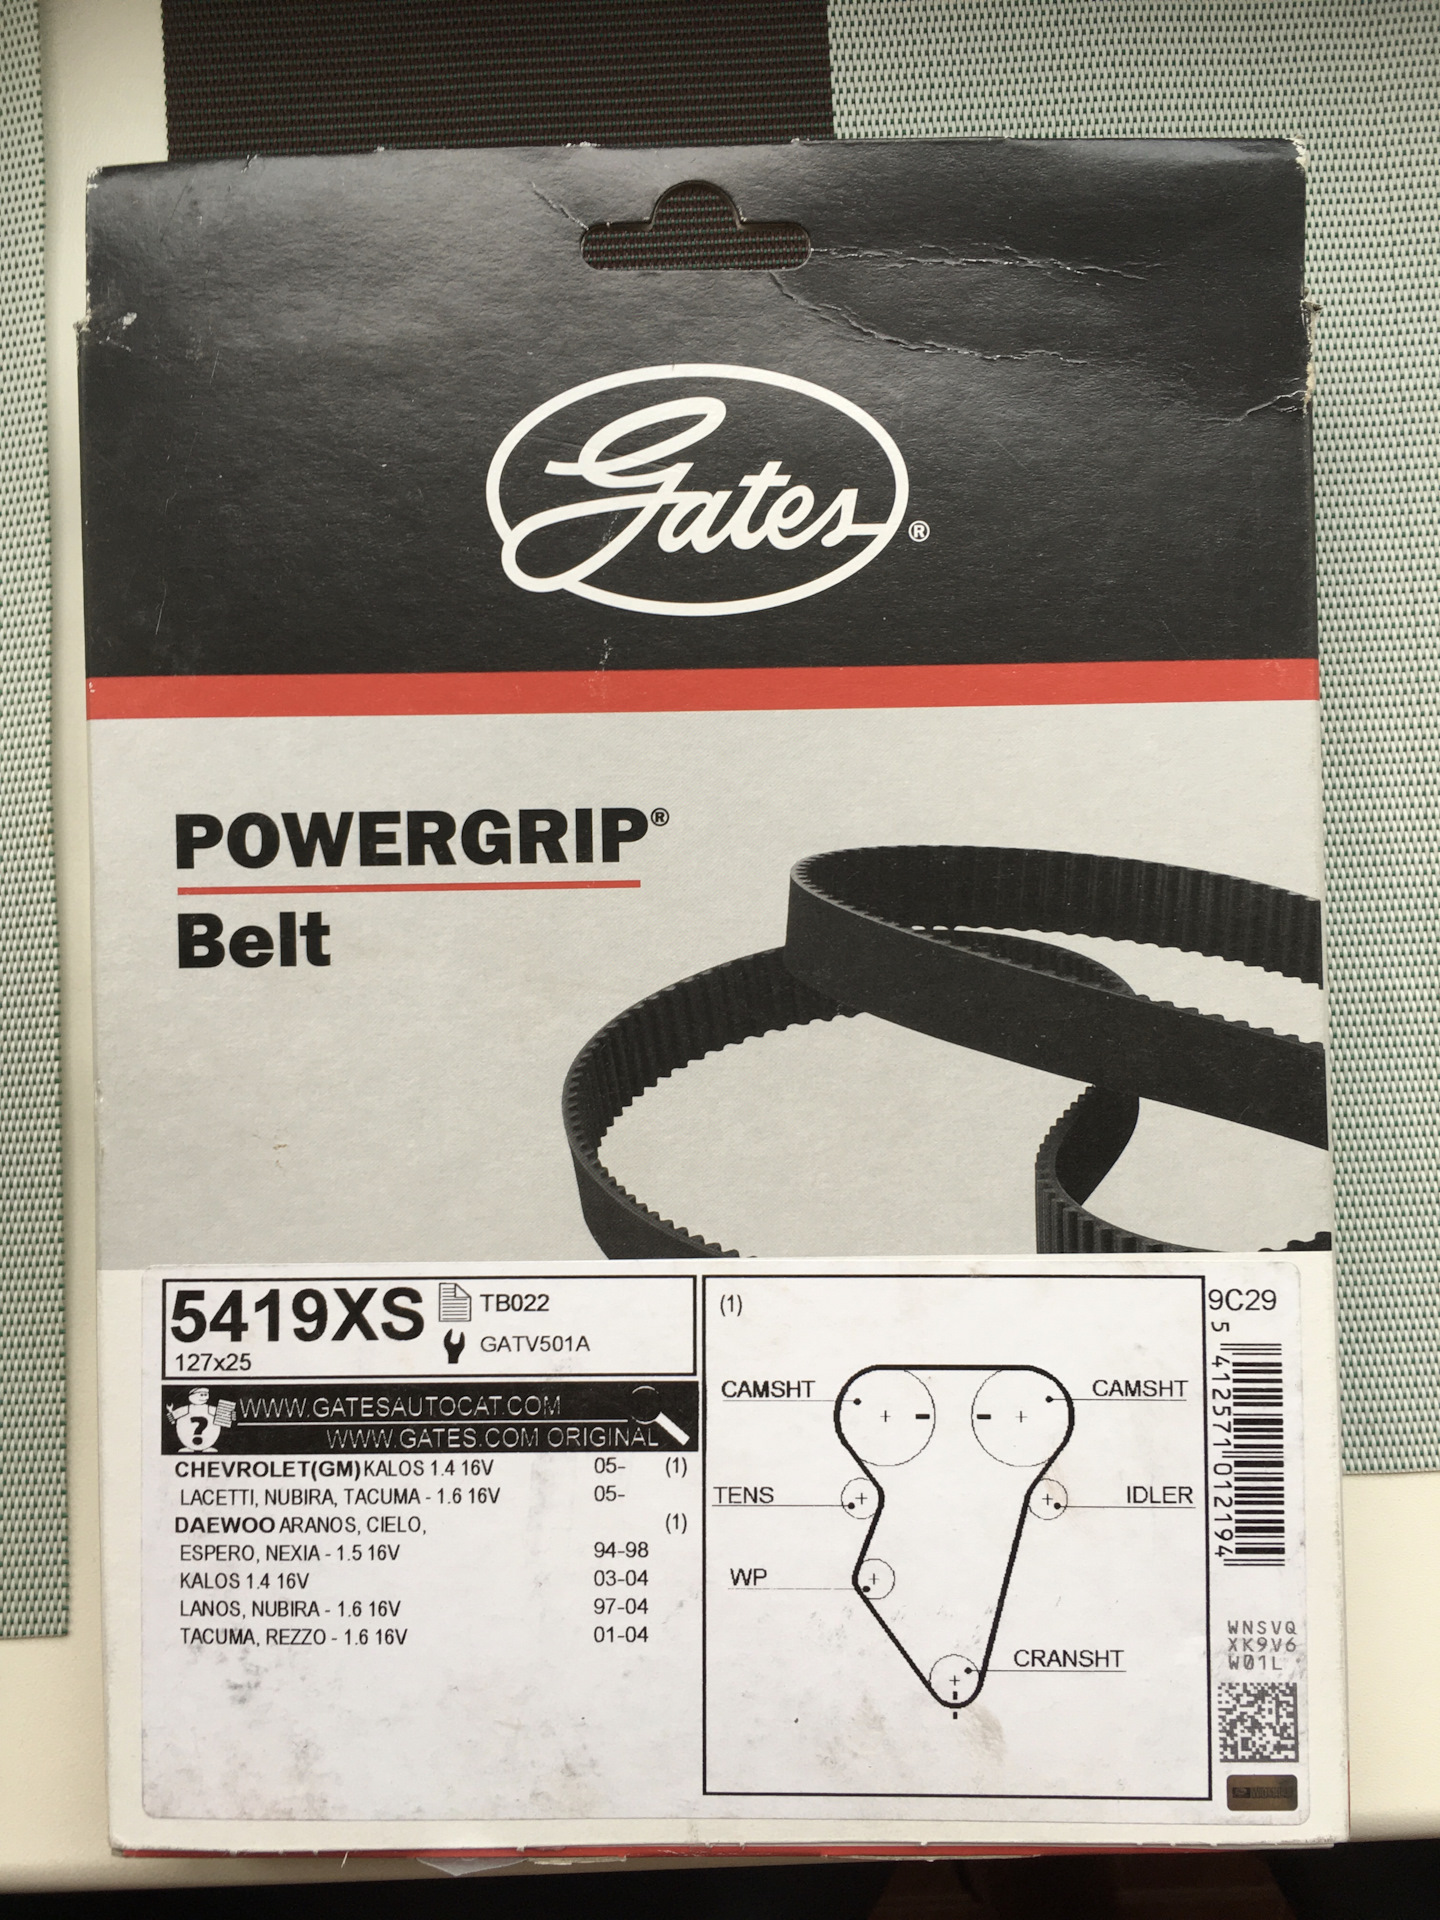 Gates®
POWERGRIP®
Belt
5419XS
TB022
127x25
GATV501A
?
WWW.GATESAUTOCAT.COM
WWW.GATES.COM ORIGINAL
CHEVROLET(GM) KALOS 1.4 16V 05- (1)
LACETTI, NUBIRA, TACUMA - 1.6 16V 05-
DAEWOO ARANOS, CIELO, (1)
ESPERO, NEXIA - 1.5 16V 94-98
KALOS 1.4 16V 03-04
LANOS, NUBIRA - 1.6 16V 97-04
TACUMA, REZZO - 1.6 16V 01-04
(1)
CAMSHT CAMSHT
TENS IDLER
WP
CRANSHT
9C29
5 412571 012194
WNSVQ
XK9V6
W01L